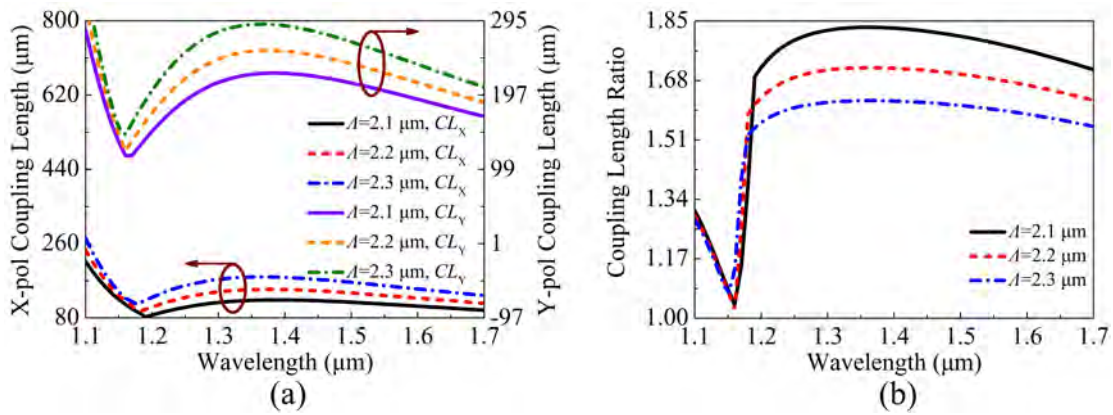 X-pol Coupling Length (μm)
800
620
440
260
80
295
197
99
1
-97
Y-pol Coupling Length (μm)
Λ=2.1 μm, CLX
Λ=2.2 μm, CLX
Λ=2.3 μm, CLX
Λ=2.1 μm, CLY
Λ=2.2 μm, CLY
Λ=2.3 μm, CLY
1.1 1.2 1.3 1.4 1.5 1.6 1.7
Wavelength (μm)
(a)
Coupling Length Ratio
1.85
1.68
1.51
1.34
1.17
1.00
Λ=2.1 μm
Λ=2.2 μm
Λ=2.3 μm
1.1 1.2 1.3 1.4 1.5 1.6 1.7
Wavelength (μm)
(b)